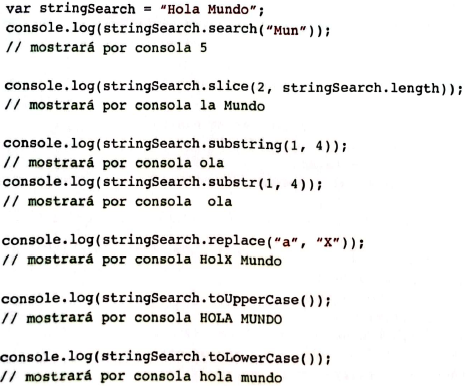 var stringSearch = “Hola Mundo”;
console.log(stringSearch.search(“Mun”));
// mostrará por consola 5
console.log(stringSearch.slice(2, stringSearch.length));
// mostrará por consola la Mundo
console.log(stringSearch.substring(1, 4));
// mostrará por consola ola
console.log(stringSearch.substr(1, 4));
// mostrará por consola  ola
console.log(stringSearch.replace(“a”, “X”));
// mostrará por consola HolX Mundo
console.log(stringSearch.toUpperCase());
// mostrará por consola HOLA MUNDO
console.log(stringSearch.toLowerCase());
// mostrará por consola hola mundo